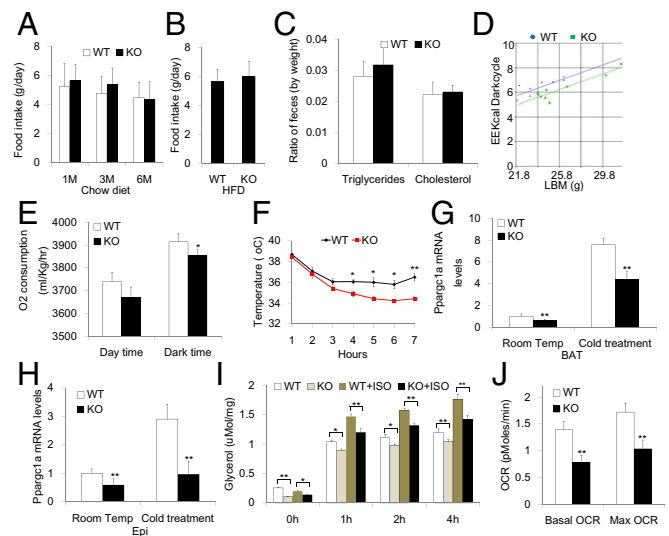 A
WT KO
Food intake (g/day)
8
6
4
2
0
1M 3M 6M
Chow diet
B
WT KO
Food intake (g/day)
8
6
4
2
0
WT KO
HFD
C
WT KO
Ratio of feces (by weight)
0.04
0.03
0.02
0.01
0
Triglycerides Cholesterol
D
WT KO
EEKcal Darkcycle
10
8
6
4
2
0
21.8 25.8 29.8
LBM (g)
E
WT
KO
O2 consumption
(ml/Kg/hr)
4000
3900
3800
3700
3600
3500
*
Day time Dark time
F
WT KO
Temperature ( oC)
40
38
36
34
32
* * * **
1 2 3 4 5 6 7
Hours
G
WT
KO
Ppargc1a mRNA
levels
10
8
6
4
2
0
** **
Room Temp Cold treatment
BAT
H
WT
KO
Ppargc1a mRNA levels
4
3
2
1
0
** **
Room Temp Cold treatment
Epi
I
WT KO WT+ISO KO+ISO
Glycerol (uMol/mg)
2
1.5
1
0.5
0
** * * ** * ** ** **
0h 1h 2h 4h
J
WT
KO
OCR (pMoles/min)
2
1.5
1
0.5
0
** **
Basal OCR Max OCR